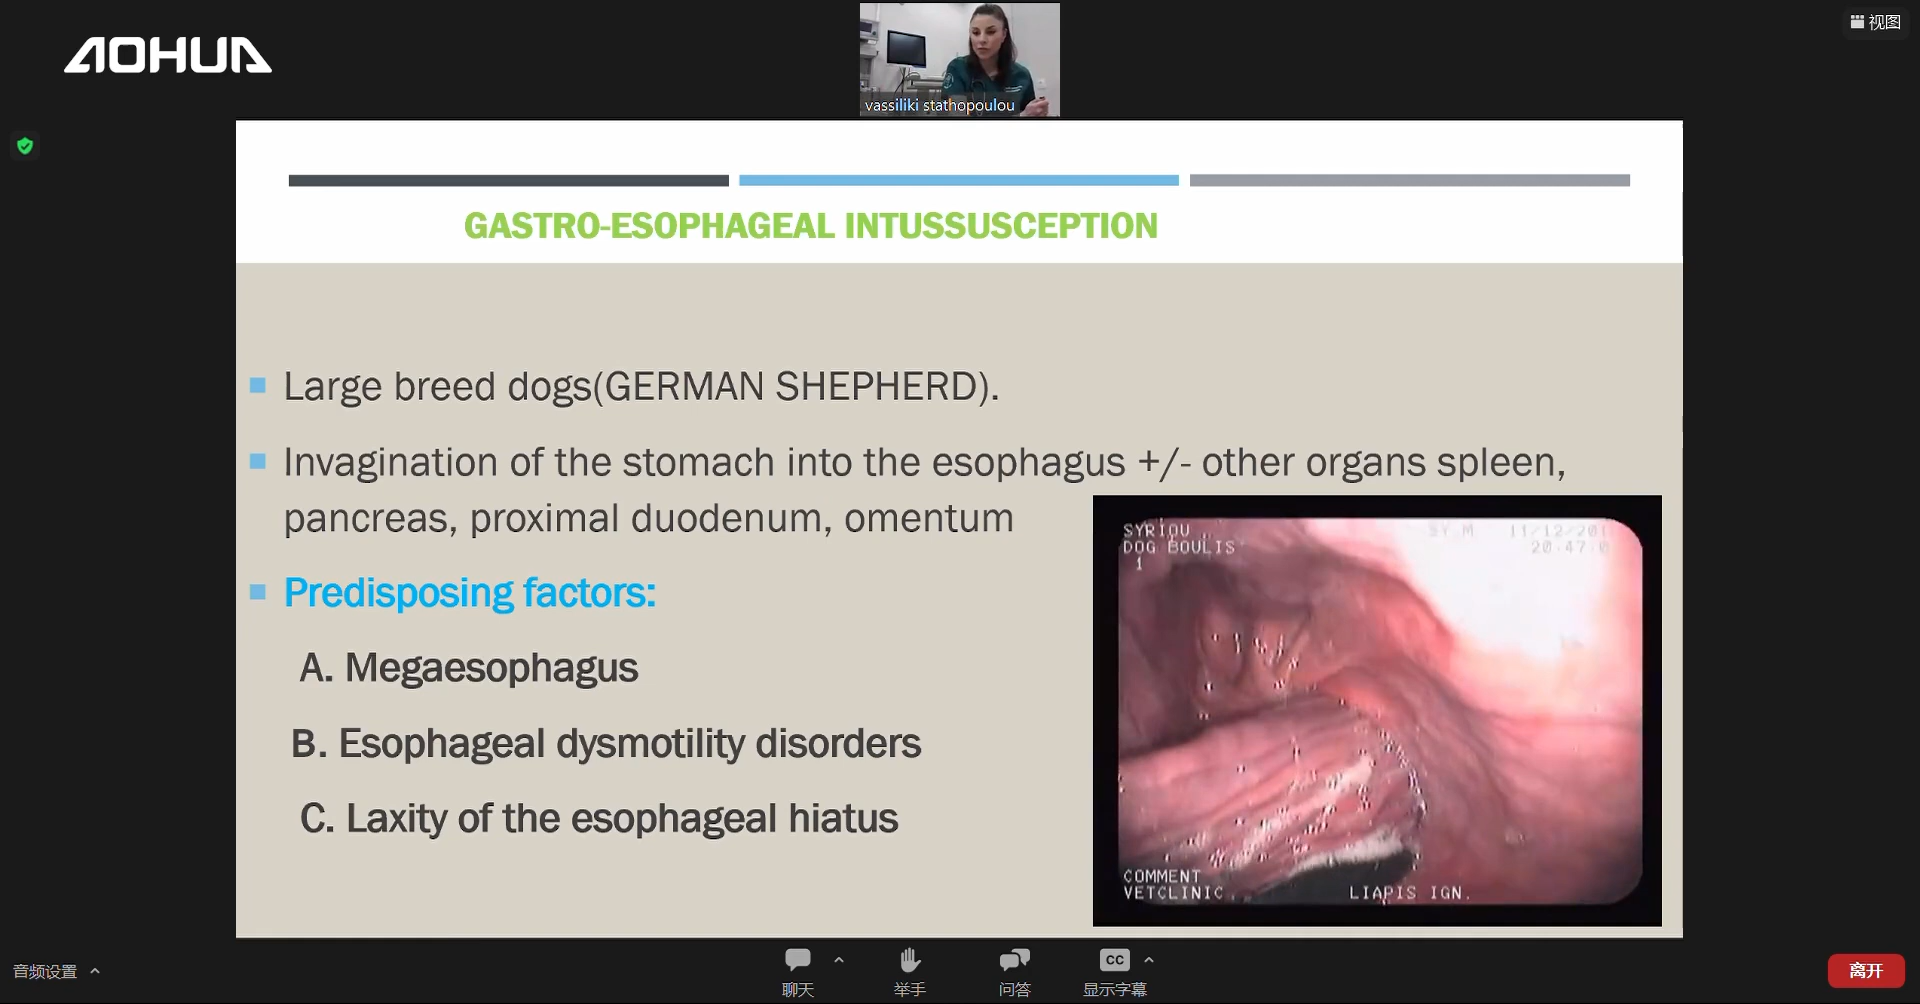 AOHUA
vassiliki stathopoulou
视图
GASTRO-ESOPHAGEAL INTUSSUSCEPTION
Large breed dogs(GERMAN SHEPHERD).
Invagination of the stomach into the esophagus +/- other organs spleen,
pancreas, proximal duodenum, omentum
Predisposing factors:
A. Megaesophagus
B. Esophageal dysmotility disorders
C. Laxity of the esophageal hiatus
SYRIOU
SY.M
DOG BOULIS
1
COMMENT
VETCLINIC.
LIAPIS IGN.
音频设置
聊天
举手
问答
CC
显示字幕
离开